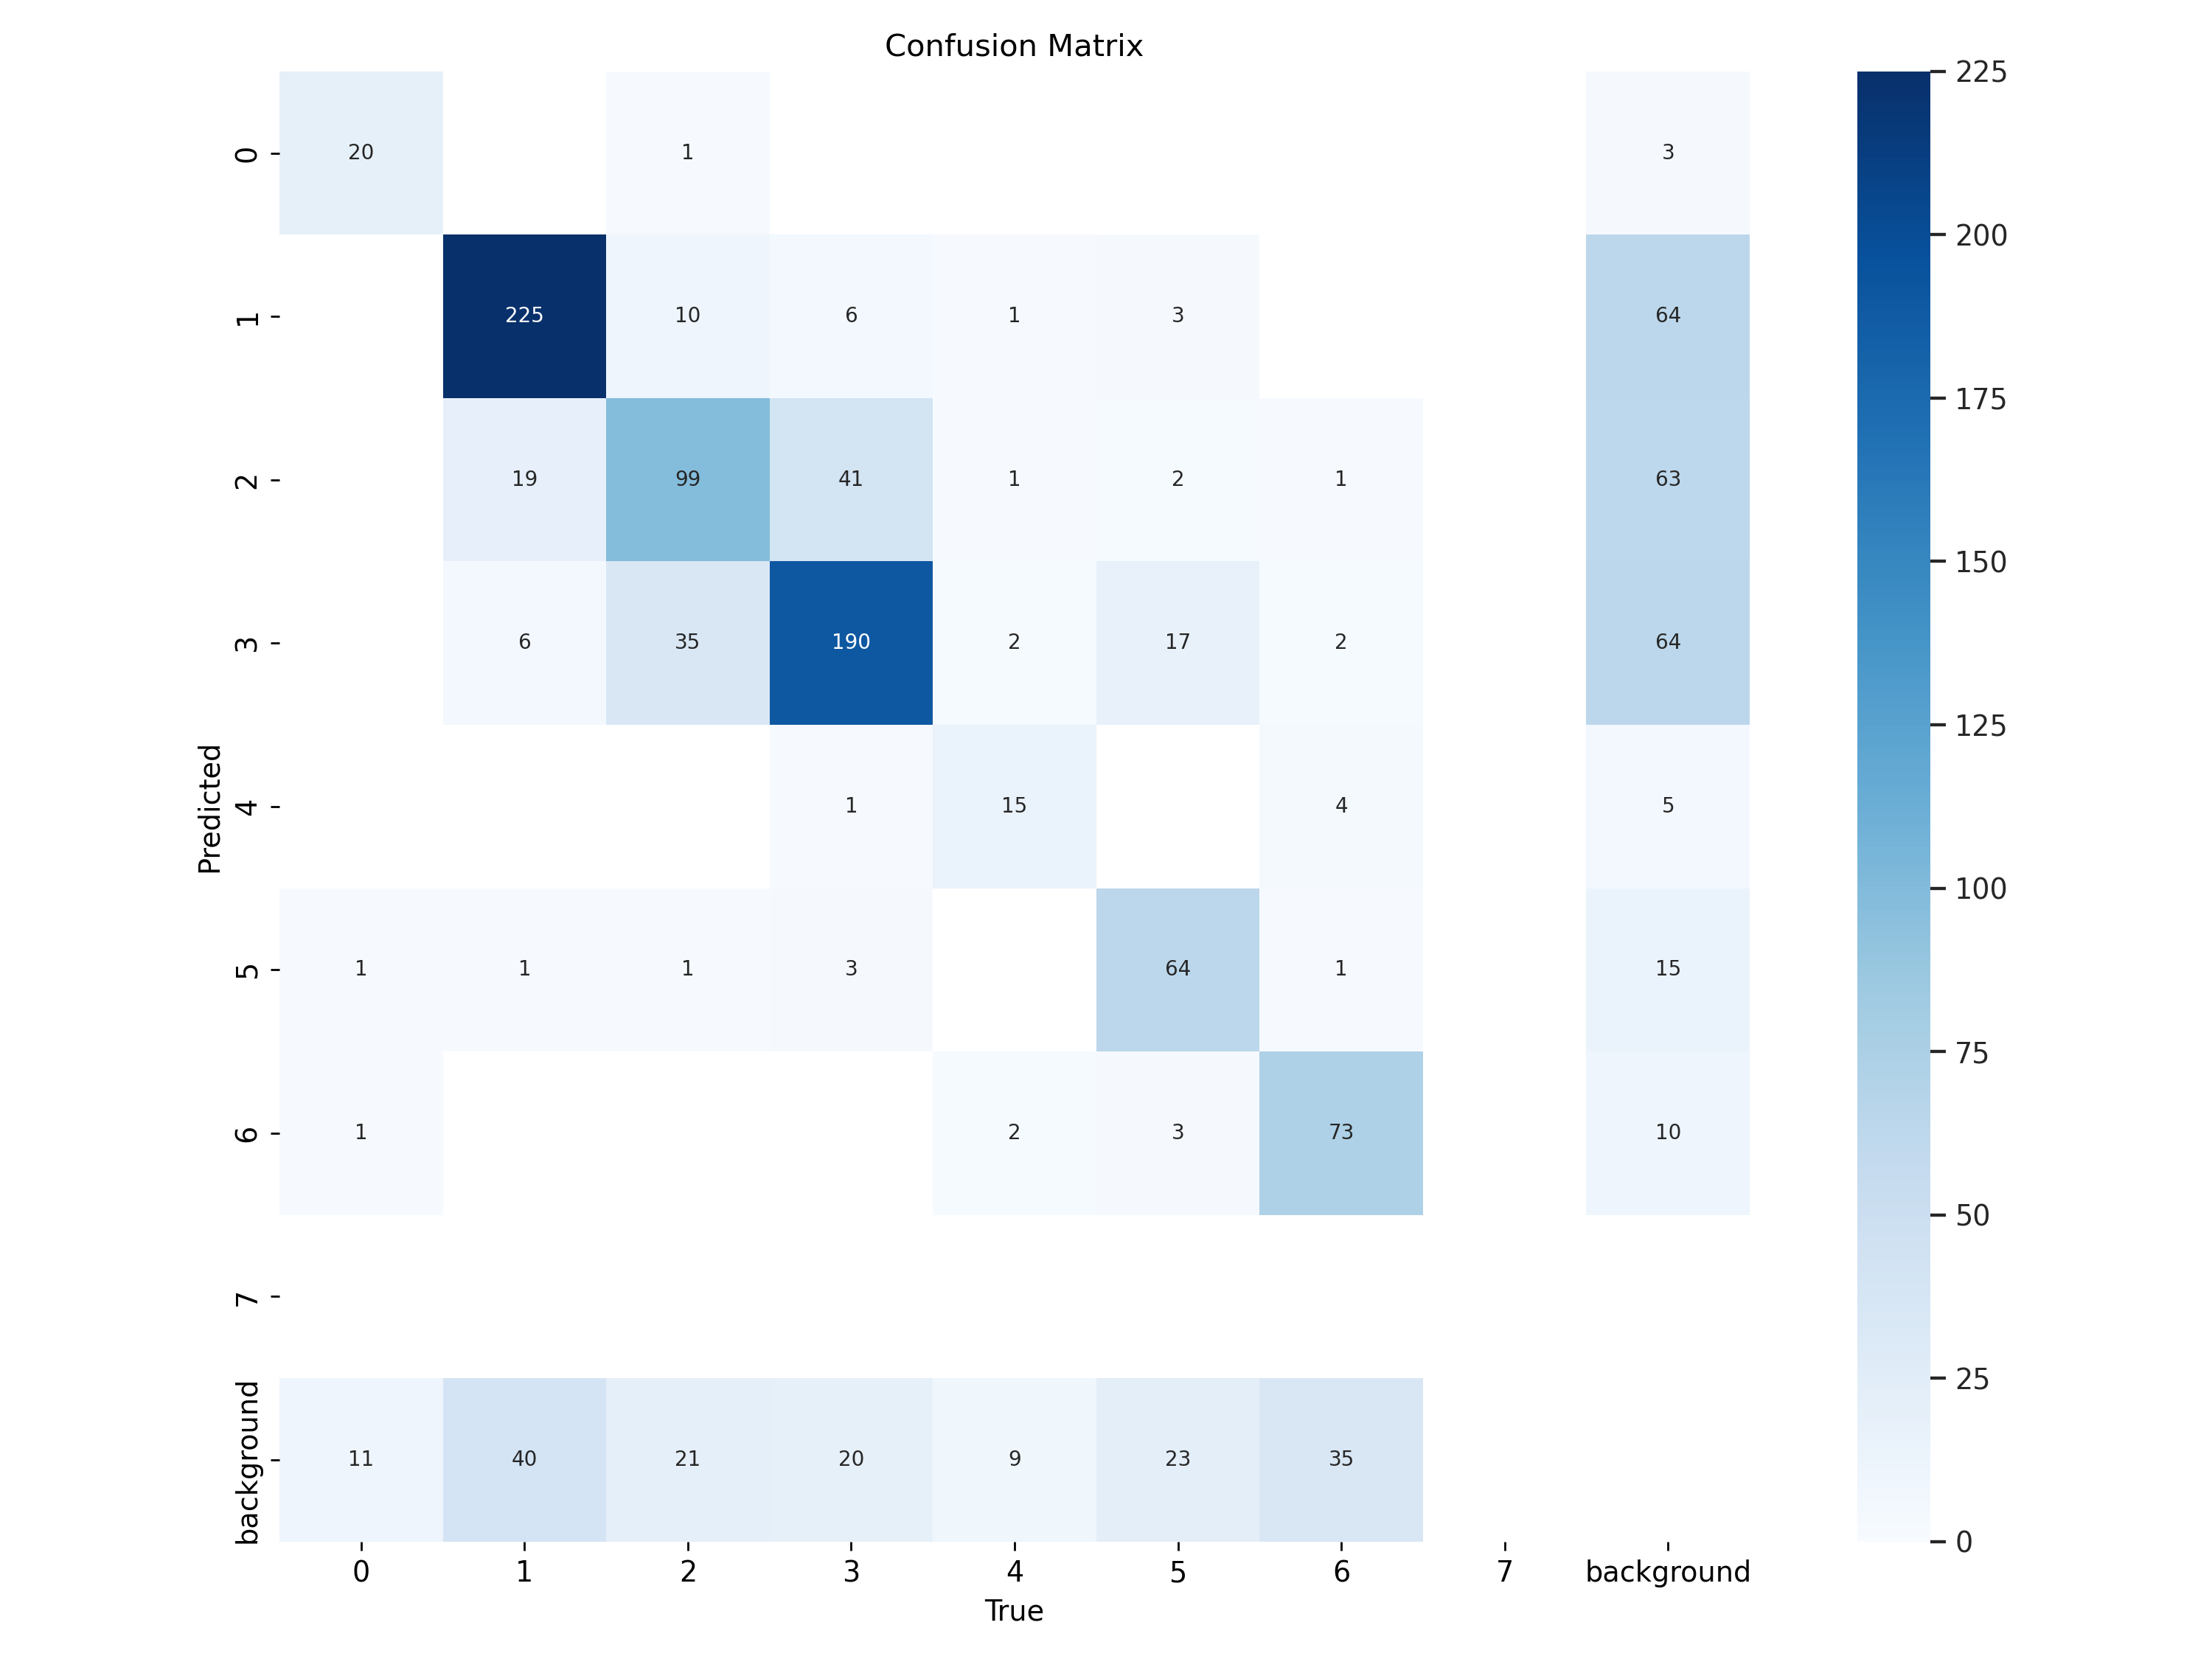 Confusion Matrix
0 20 1 3
1 225 10 6 1 3 64
2 19 99 41 1 2 1 63
3 6 35 190 2 17 2 64
4 1 15 4 5
5 1 1 1 3 64 1 15
6 1 2 3 73 10
7
background 11 40 21 20 9 23 35
Predicted
0 1 2 3 4 5 6 7 background
True
225
200
175
150
125
100
75
50
25
0